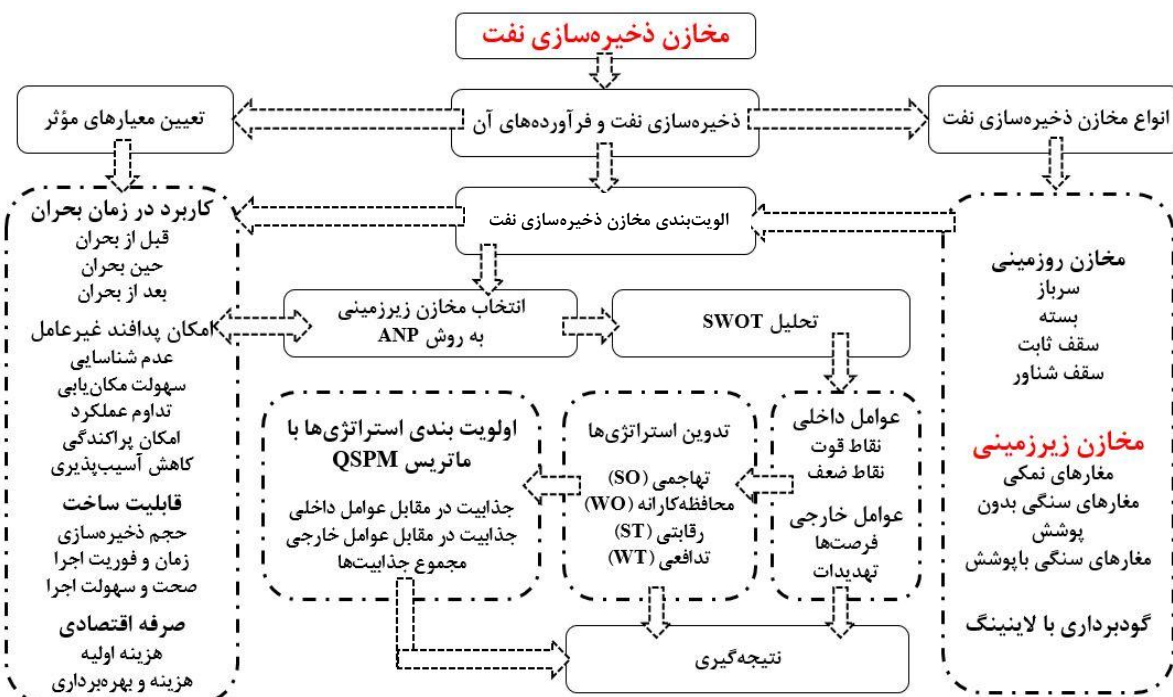 مخازن ذخیره‌سازی نفت
انواع مخازن ذخیره‌سازی نفت
ذخیره‌سازی نفت و فرآورده‌های آن
تعیین معیارهای مؤثر
الویت‌بندی مخازن ذخیره‌سازی نفت
مخازن روزمینی
سرباز
بسته
سقف ثابت
سقف شناور
مخازن زیرزمینی
مغارهای نمکی
مغارهای سنگی بدون
پوشش
مغارهای سنگی باپوشش
گودبرداری با لاینینگ
کاربرد در زمان بحران
قبل از بحران
حین بحران
بعد از بحران
امکان پدافند غیرعامل
عدم شناسایی
سهولت مکان‌یابی
تداوم عملکرد
امکان پراکندگی
کاهش آسیب‌پذیری
قابلیت ساخت
حجم ذخیره‌سازی
زمان و فوریت اجرا
صحت و سهولت اجرا
صرفه اقتصادی
هزینه اولیه
هزینه و بهره‌برداری
انتخاب مخازن زیرزمینی
به روش ANP
تحلیل SWOT
عوامل داخلی
نقاط قوت
نقاط ضعف
عوامل خارجی
فرصت‌ها
تهدیدات
تدوین استراتژی‌ها
تهاجمی (SO)
محافظه‌کارانه (WO)
رقابتی (ST)
تدافعی (WT)
اولویت بندی استراتژی‌ها با
ماتریس QSPM
جذابیت در مقابل عوامل داخلی
جذابیت در مقابل عوامل خارجی
مجموع جذابیت‌ها
نتیجه‌گیری